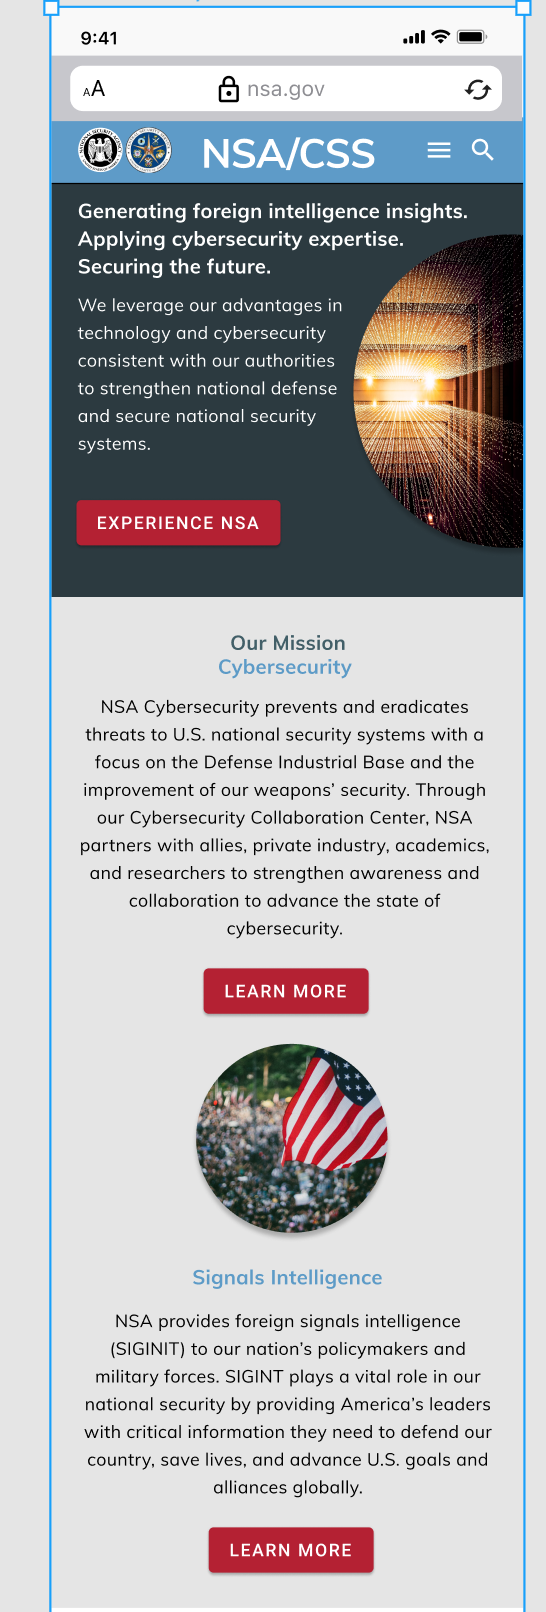 9:41
AA
nsa.gov
NSA/CSS
Generating foreign intelligence insights.
Applying cybersecurity expertise.
Securing the future.
We leverage our advantages in
technology and cybersecurity
consistent with our authorities
to strengthen national defense
and secure national security
systems.
EXPERIENCE NSA
Our Mission
Cybersecurity
NSA Cybersecurity prevents and eradicates
threats to U.S. national security systems with a
focus on the Defense Industrial Base and the
improvement of our weapons’ security. Through
our Cybersecurity Collaboration Center, NSA
partners with allies, private industry, academics,
and researchers to strengthen awareness and
collaboration to advance the state of
cybersecurity.
LEARN MORE
Signals Intelligence
NSA provides foreign signals intelligence
(SIGINIT) to our nation’s policymakers and
military forces. SIGINT plays a vital role in our
national security by providing America’s leaders
with critical information they need to defend our
country, save lives, and advance U.S. goals and
alliances globally.
LEARN MORE